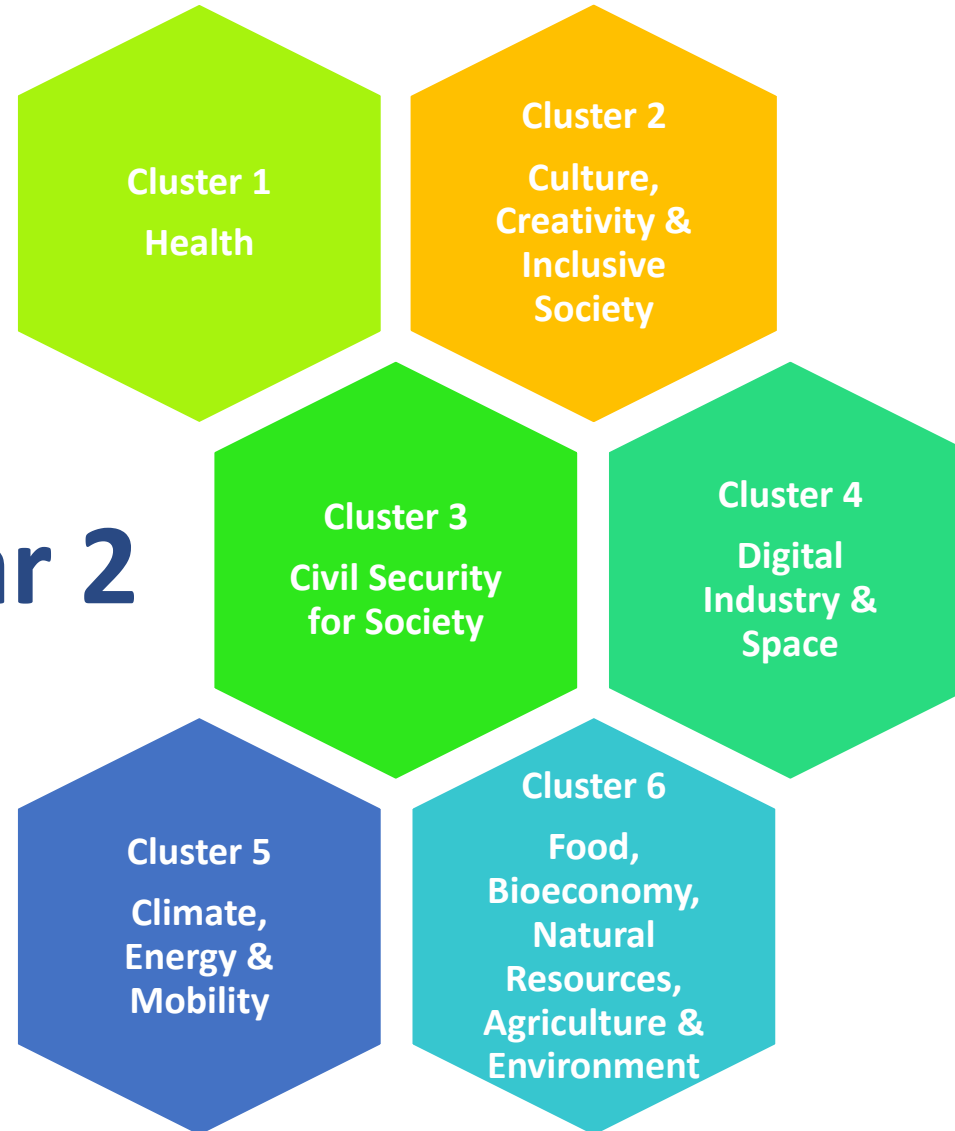 Cluster 1
Health
Cluster 2
Culture,
Creativity &
Inclusive
Society
ar 2
Cluster 3
Civil Security
for Society
Cluster 4
Digital
Industry &
Space
Cluster 5
Climate,
Energy &
Mobility
Cluster 6
Food,
Bioeconomy,
Natural
Resources,
Agriculture &
Environment